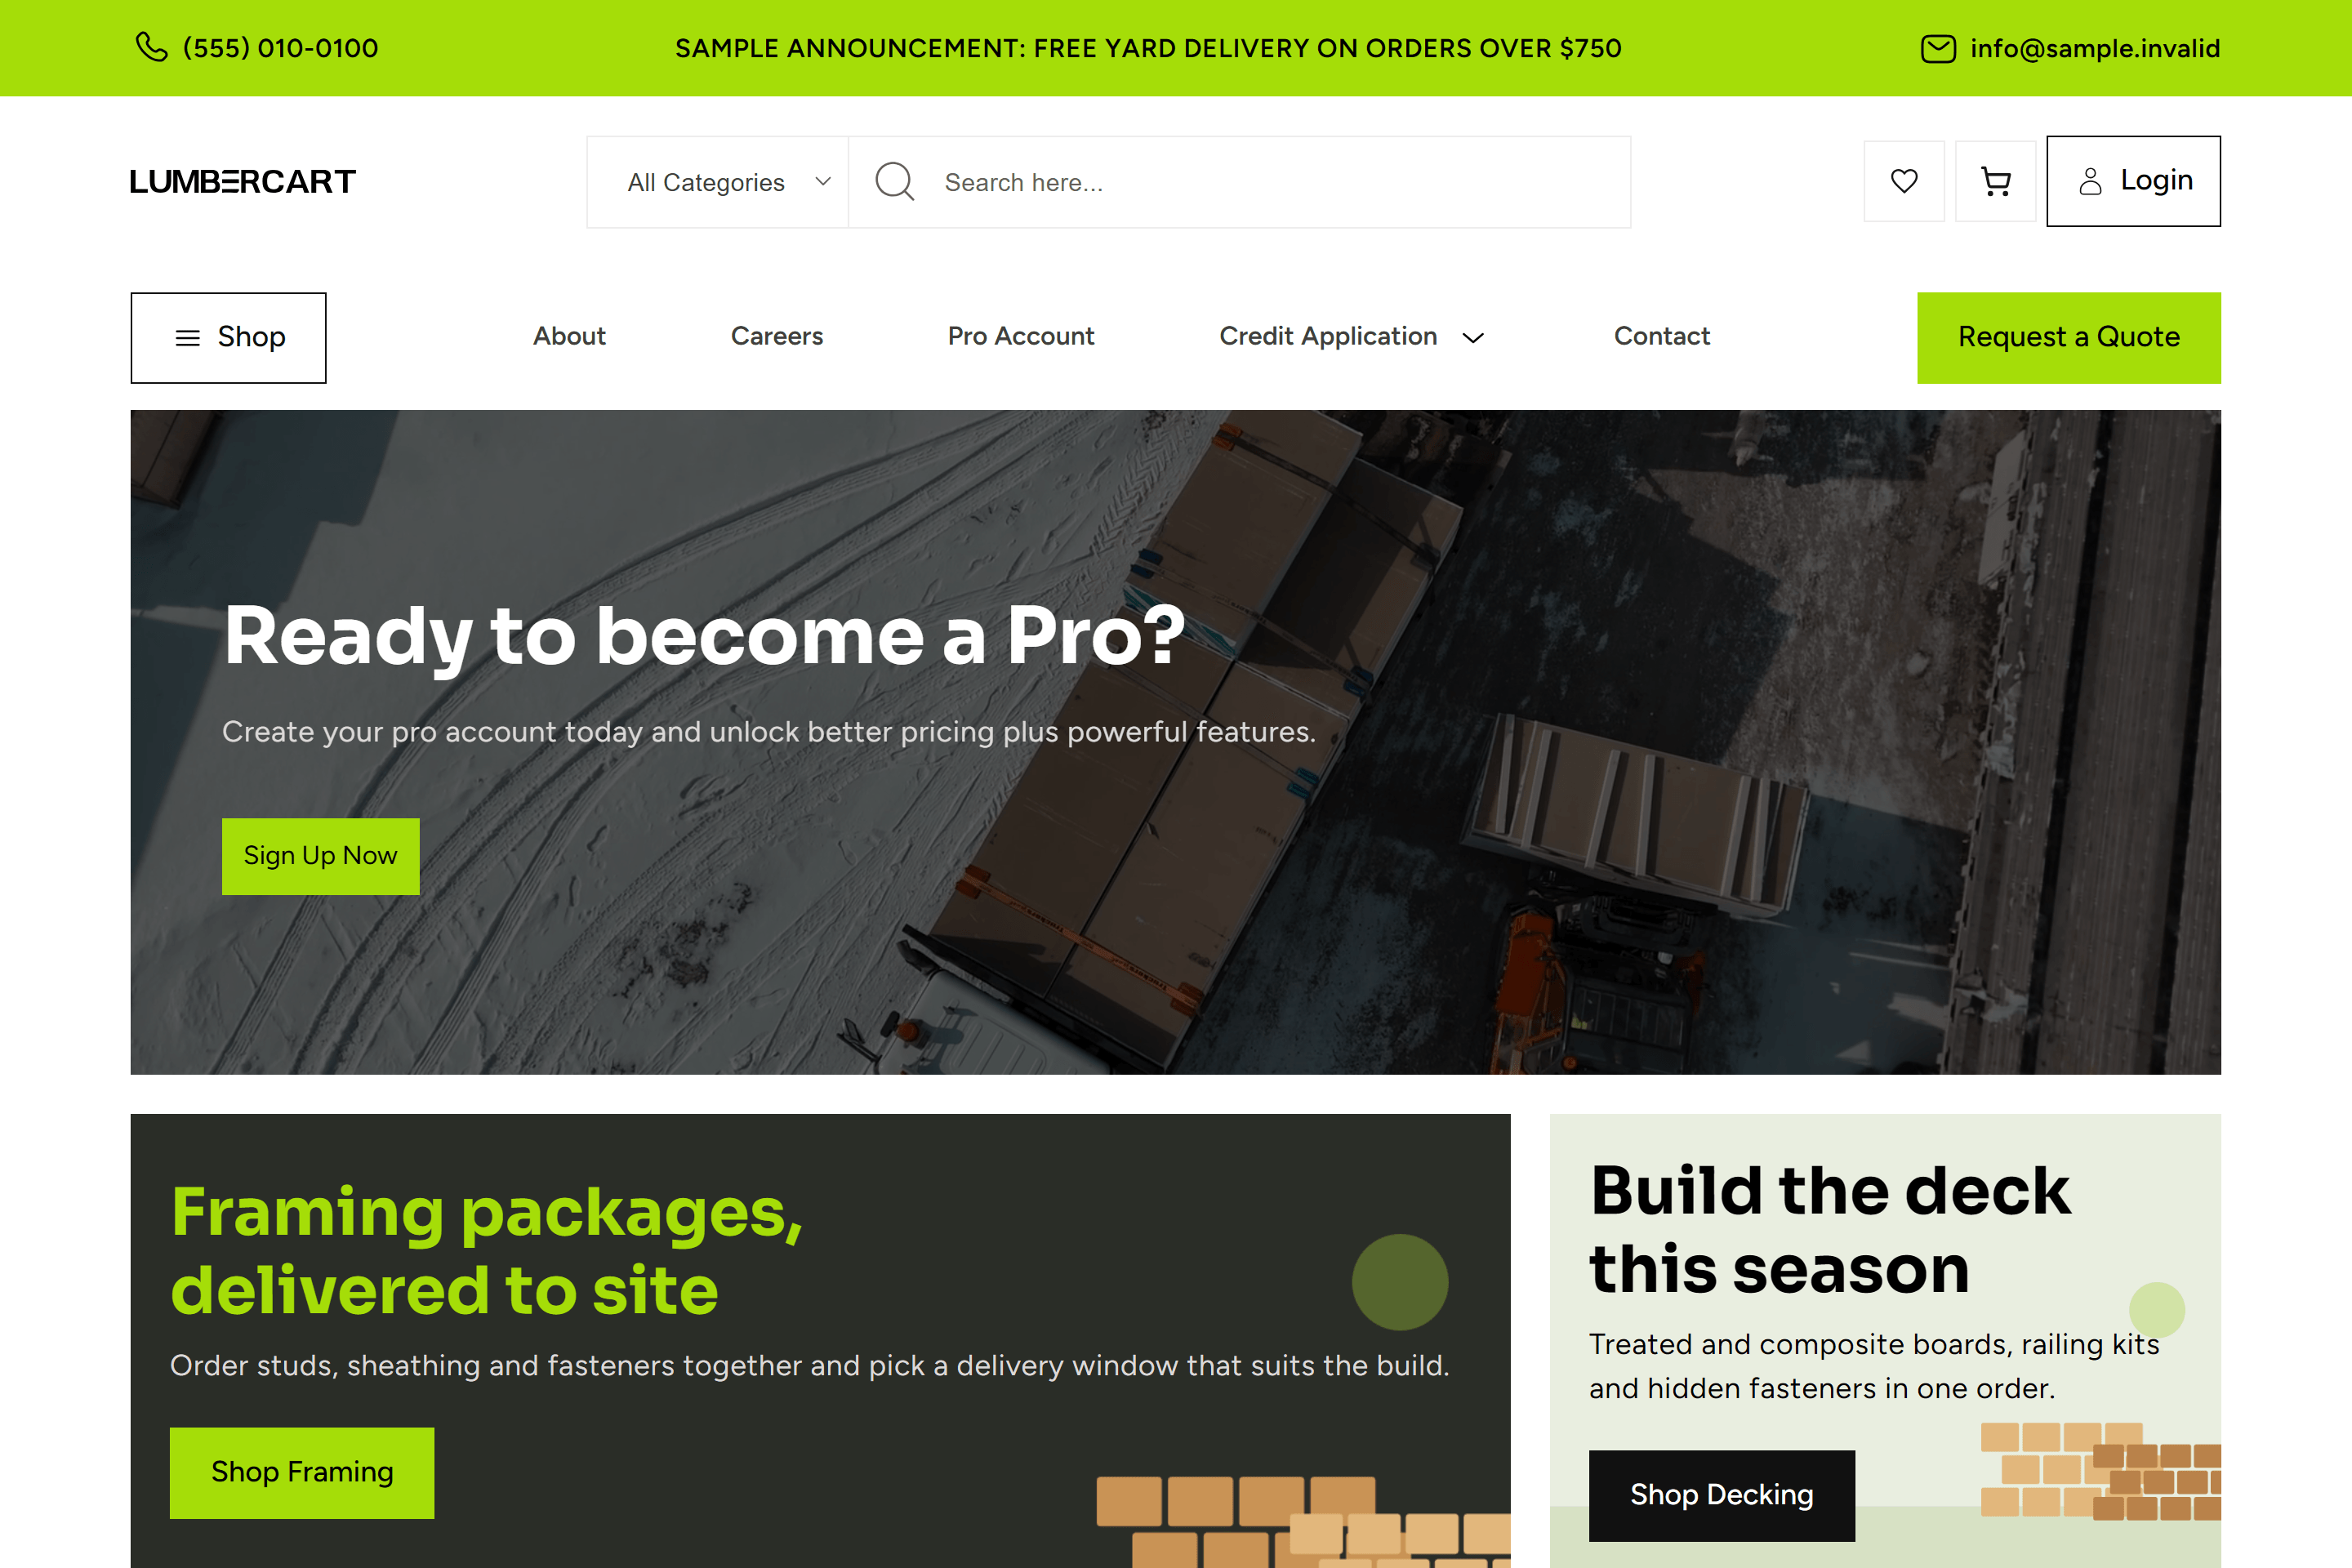 (555) 010-0100
SAMPLE ANNOUNCEMENT: FREE YARD DELIVERY ON ORDERS OVER $750
info@sample.invalid
LUMBERCART
All Categories
Search here...
Login
Shop
About
Careers
Pro Account
Credit Application
Contact
Request a Quote
Ready to become a Pro?
Create your pro account today and unlock better pricing plus powerful features.
Sign Up Now
Framing packages,
delivered to site
Order studs, sheathing and fasteners together and pick a delivery window that suits the build.
Shop Framing
Build the deck
this season
Treated and composite boards, railing kits
and hidden fasteners in one order.
Shop Decking